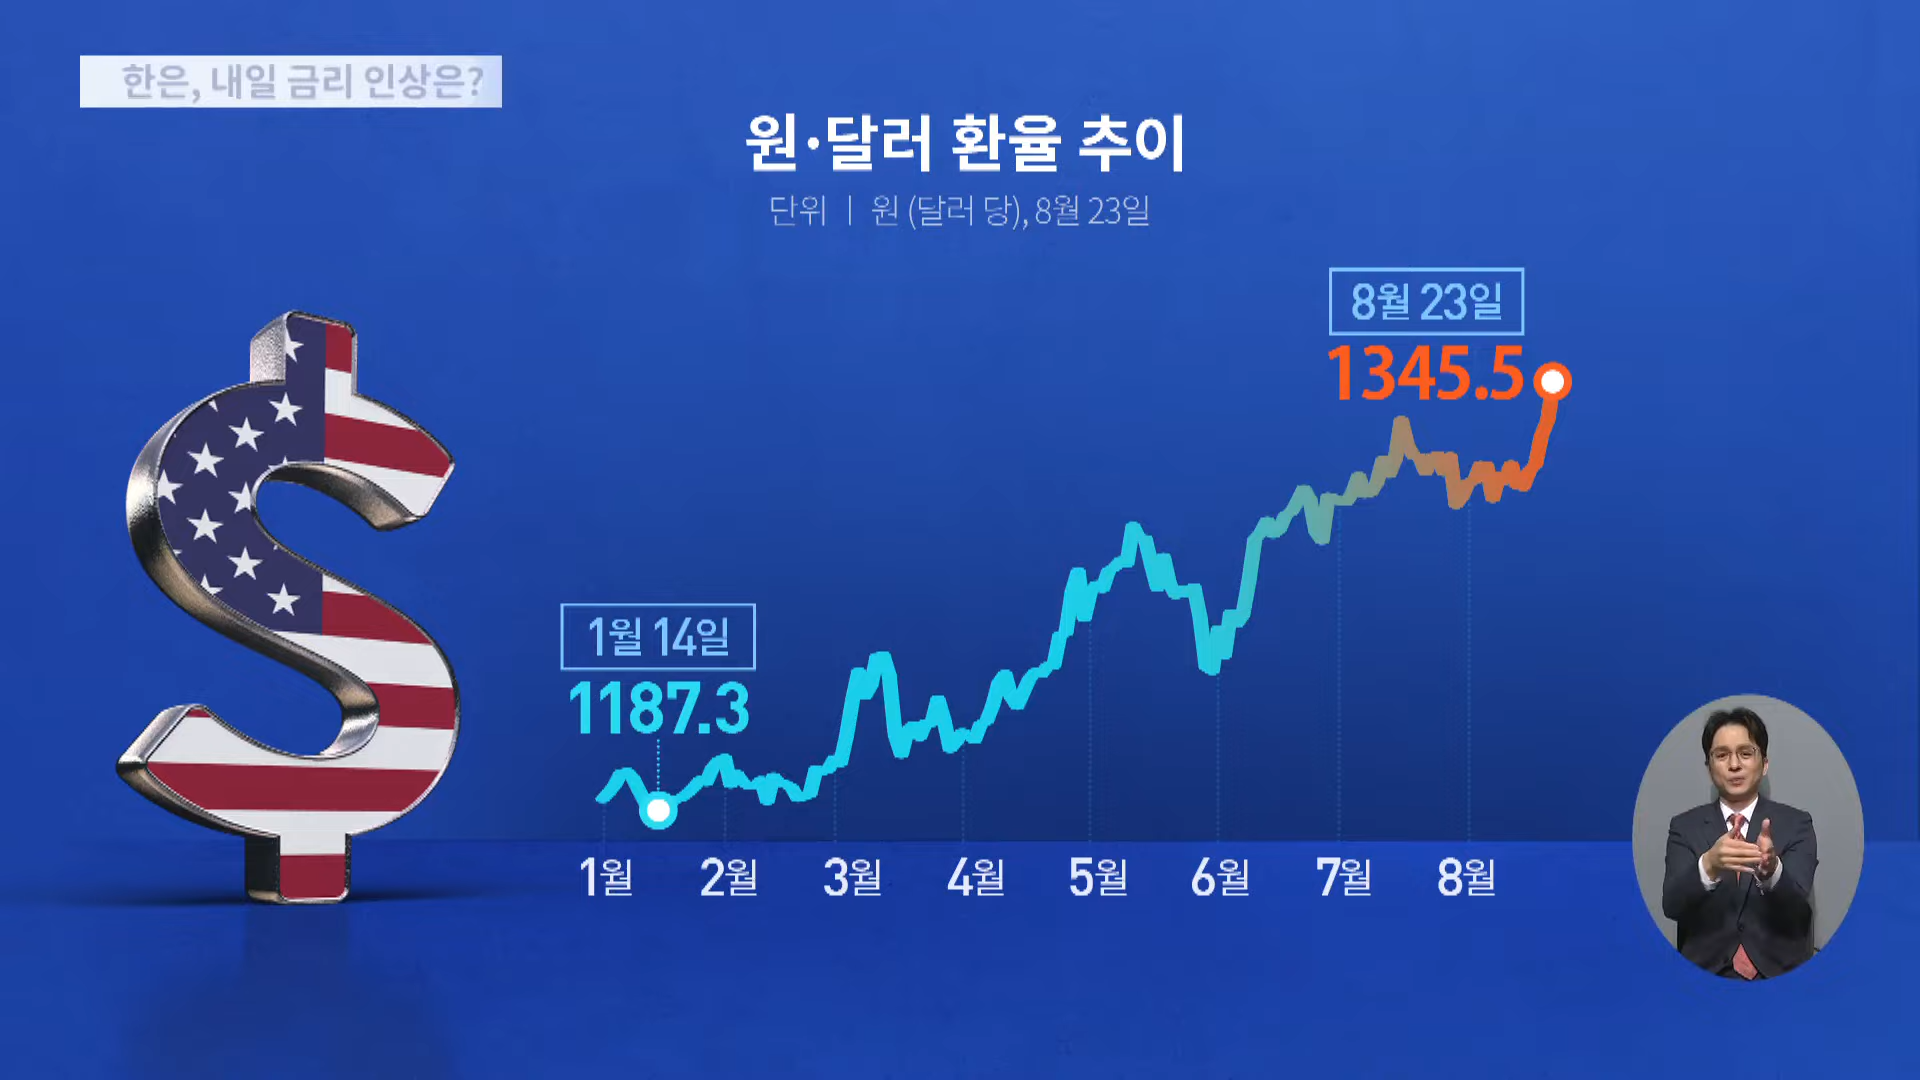 한은, 내일 금리 인상은?
원·달러 환율 추이
단위 ㅣ 원 (달러 당), 8월 23일
8월 23일
1345.5
1월 14일
1187.3
1월 2월 3월 4월 5월 6월 7월 8월